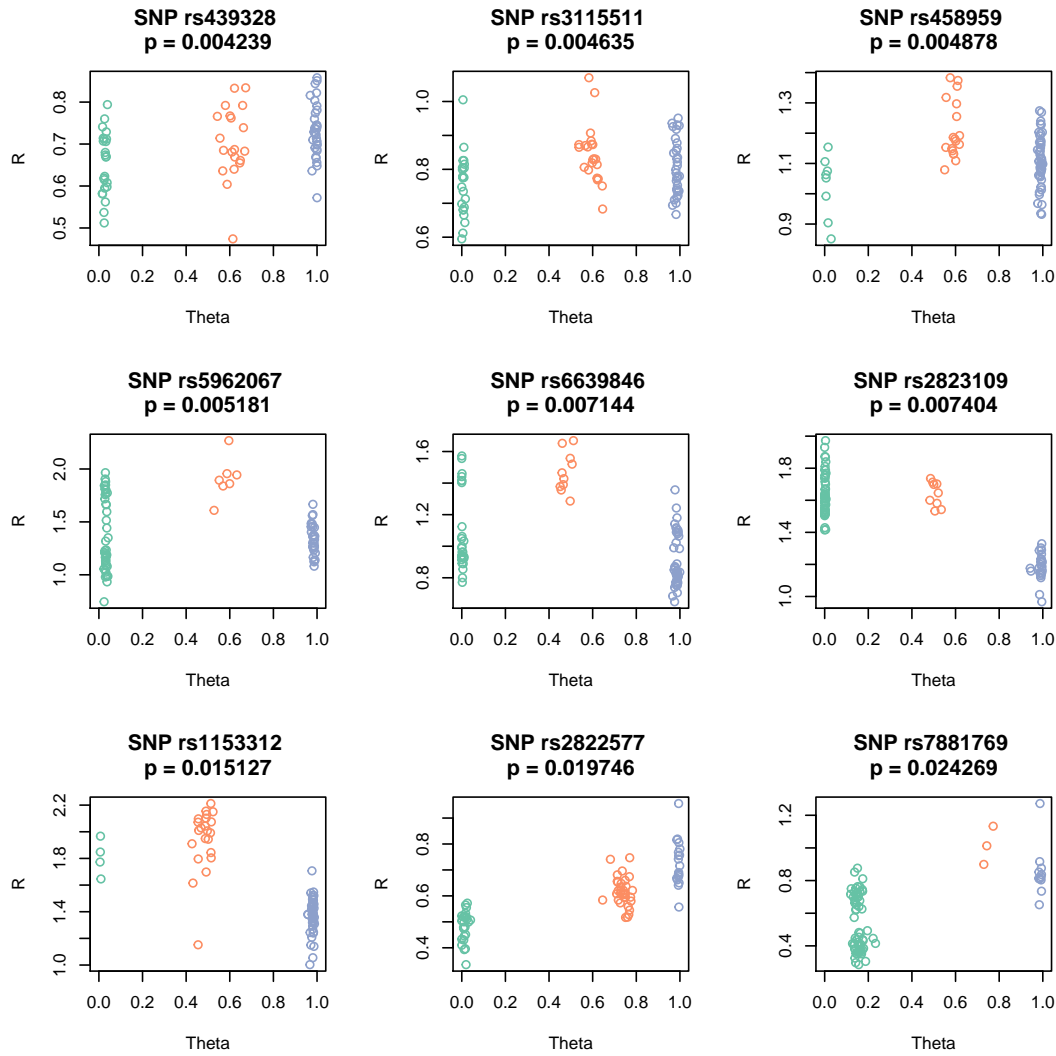 SNP rs439328
p = 0.004239
R
0.8
0.7
0.6
0.5
0.0 0.2 0.4 0.6 0.8 1.0
Theta
SNP rs3115511
p = 0.004635
R
1.0
0.8
0.6
0.0 0.2 0.4 0.6 0.8 1.0
Theta
SNP rs458959
p = 0.004878
R
1.3
1.1
0.9
0.0 0.2 0.4 0.6 0.8 1.0
Theta
SNP rs5962067
p = 0.005181
R
2.0
1.5
1.0
0.0 0.2 0.4 0.6 0.8 1.0
Theta
SNP rs6639846
p = 0.007144
R
1.6
1.2
0.8
0.0 0.2 0.4 0.6 0.8 1.0
Theta
SNP rs2823109
p = 0.007404
R
1.8
1.4
1.0
0.0 0.2 0.4 0.6 0.8 1.0
Theta
SNP rs1153312
p = 0.015127
R
2.2
1.8
1.4
1.0
0.0 0.2 0.4 0.6 0.8 1.0
Theta
SNP rs2822577
p = 0.019746
R
0.8
0.6
0.4
0.0 0.2 0.4 0.6 0.8 1.0
Theta
SNP rs7881769
p = 0.024269
R
1.2
0.8
0.4
0.0 0.2 0.4 0.6 0.8 1.0
Theta